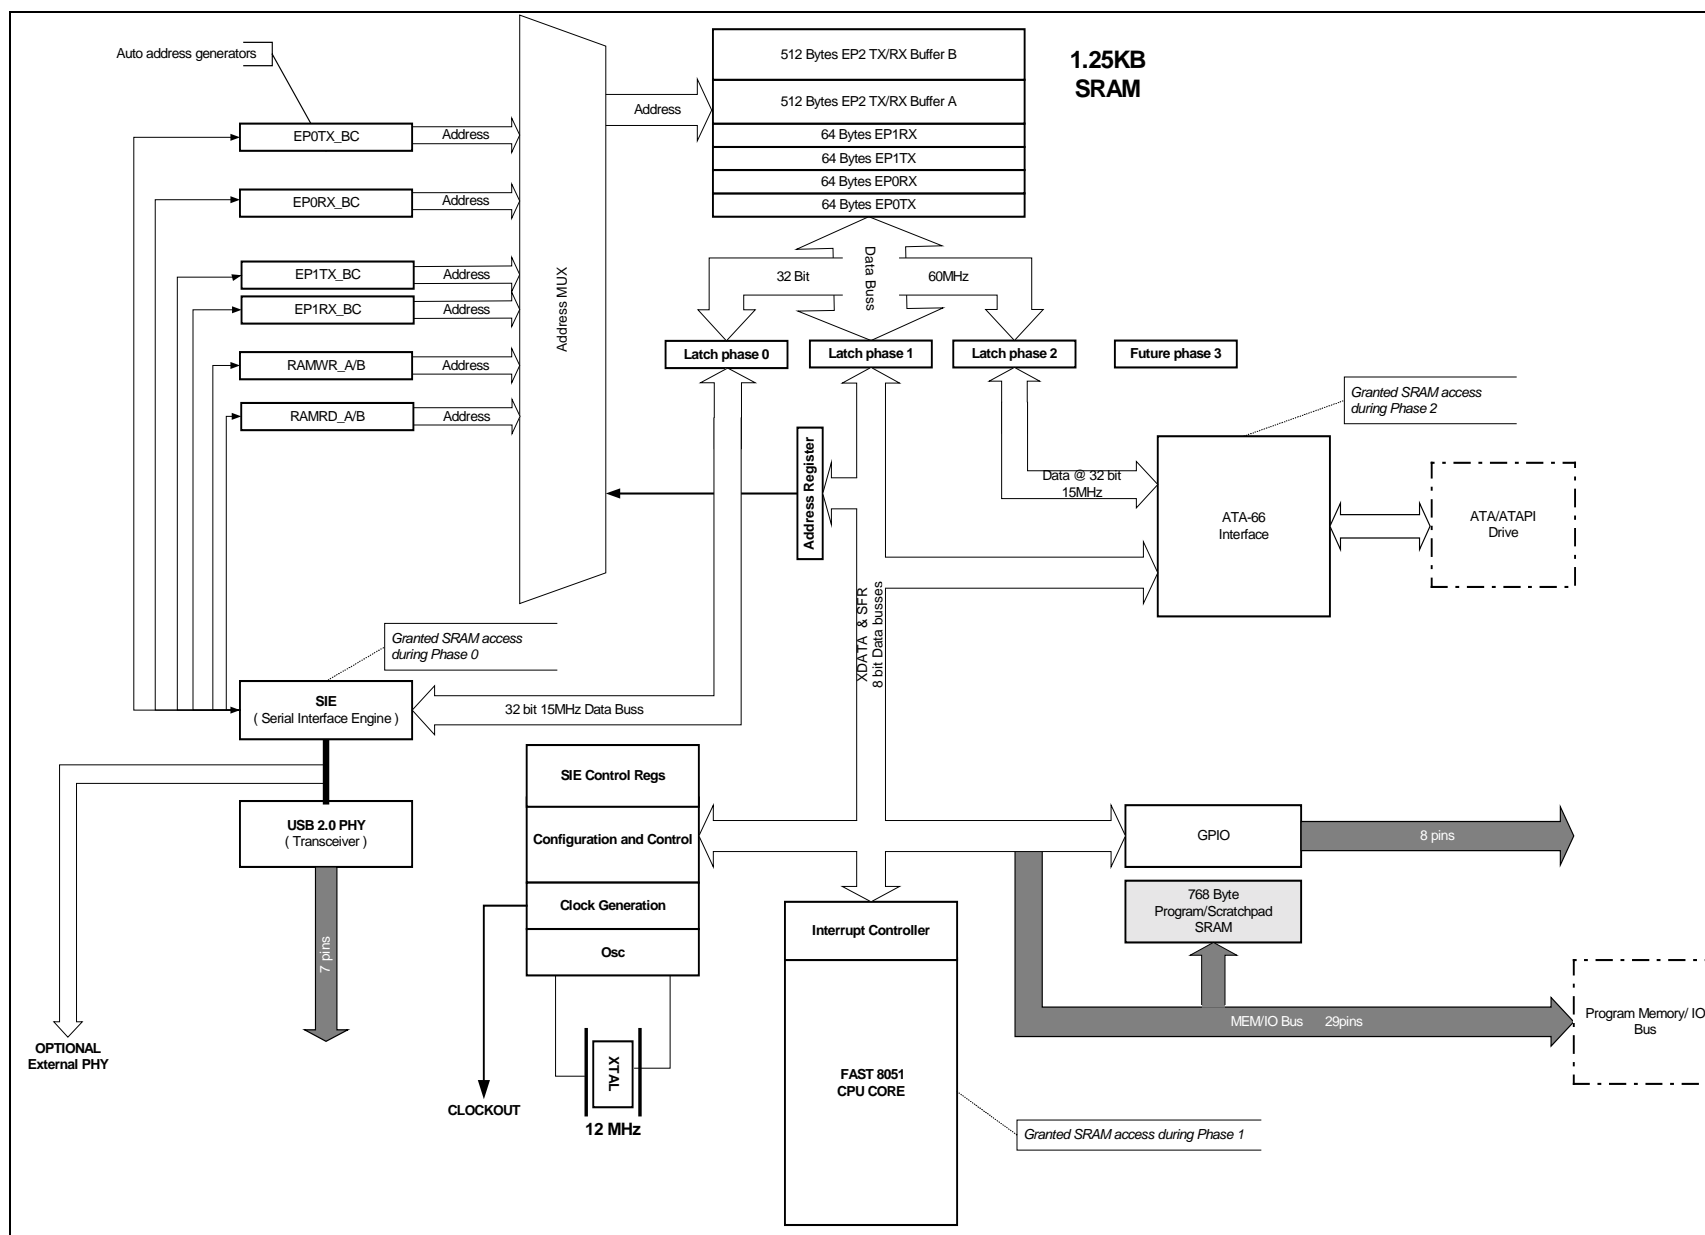 Auto address generators
512 Bytes EP2 TX/RX Buffer B
512 Bytes EP2 TX/RX Buffer A
64 Bytes EP1RX
64 Bytes EP1TX
64 Bytes EP0RX
64 Bytes EP0TX
1.25KB
SRAM
Address
EP0TX_BC
Address
EP0RX_BC
Address
EP1TX_BC
Address
EP1RX_BC
Address
RAMWR_A/B
Address
RAMRD_A/B
Address
Address MUX
32 Bit
Data Buss
60MHz
Latch phase 0
Latch phase 1
Latch phase 2
Future phase 3
Granted SRAM access
during Phase 2
Address Register
Data @ 32 bit
15MHz
ATA-66
Interface
ATA/ATAPI
Drive
XDATA & SFR
8 bit Data busses
Granted SRAM access
during Phase 0
SIE
( Serial Interface Engine )
32 bit 15MHz Data Buss
USB 2.0 PHY
( Transceiver )
7 pins
OPTIONAL
External PHY
SIE Control Regs
Configuration and Control
Clock Generation
Osc
XTAL
12 MHz
CLOCKOUT
Interrupt Controller
FAST 8051
CPU CORE
Granted SRAM access during Phase 1
GPIO
8 pins
768 Byte
Program/Scratchpad
SRAM
MEM/IO Bus 29pins
Program Memory/ IO
Bus